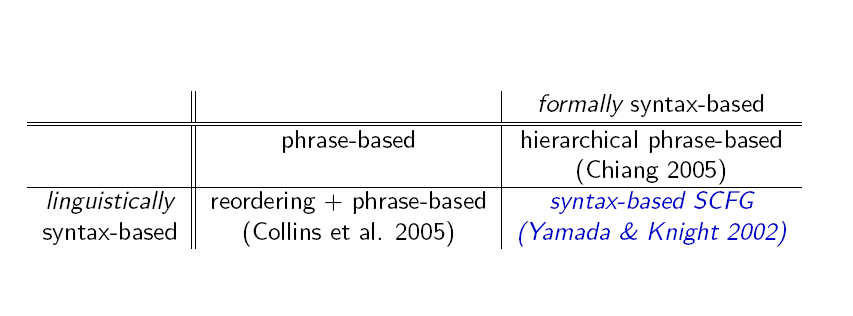 formally syntax-based
phrase-based hierarchical phrase-based
(Chiang 2005)
linguistically reordering + phrase-based syntax-based SCFG
syntax-based (Collins et al. 2005) (Yamada & Knight 2002)